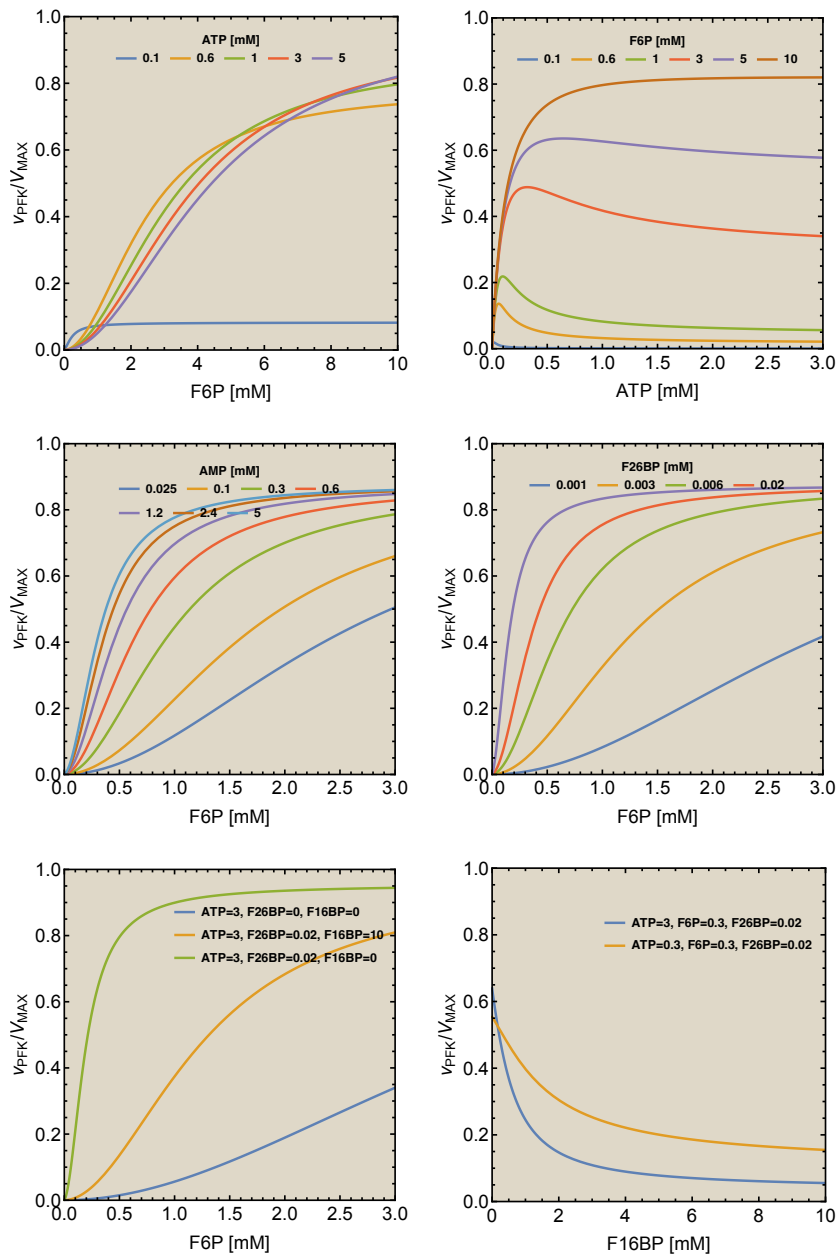 ATP [mM]
0.1 0.6 1 3 5
1.0
0.8
0.6
0.4
0.2
0.0
vPFK/VMAX
0 2 4 6 8 10
F6P [mM]
F6P [mM]
0.1 0.6 1 3 5 10
1.0
0.8
0.6
0.4
0.2
0.0
vPFK/VMAX
0.0 0.5 1.0 1.5 2.0 2.5 3.0
ATP [mM]
AMP [mM]
0.025 0.1 0.3 0.6
1.2 2.4 5
1.0
0.8
0.6
0.4
0.2
0.0
vPFK/VMAX
0.0 0.5 1.0 1.5 2.0 2.5 3.0
F6P [mM]
F26BP [mM]
0.001 0.003 0.006 0.02
1.0
0.8
0.6
0.4
0.2
0.0
vPFK/VMAX
0.0 0.5 1.0 1.5 2.0 2.5 3.0
F6P [mM]
ATP=3, F26BP=0, F16BP=0
ATP=3, F26BP=0.02, F16BP=10
ATP=3, F26BP=0.02, F16BP=0
1.0
0.8
0.6
0.4
0.2
0.0
vPFK/VMAX
0.0 0.5 1.0 1.5 2.0 2.5 3.0
F6P [mM]
ATP=3, F6P=0.3, F26BP=0.02
ATP=0.3, F6P=0.3, F26BP=0.02
1.0
0.8
0.6
0.4
0.2
0.0
vPFK/VMAX
0 2 4 6 8 10
F16BP [mM]